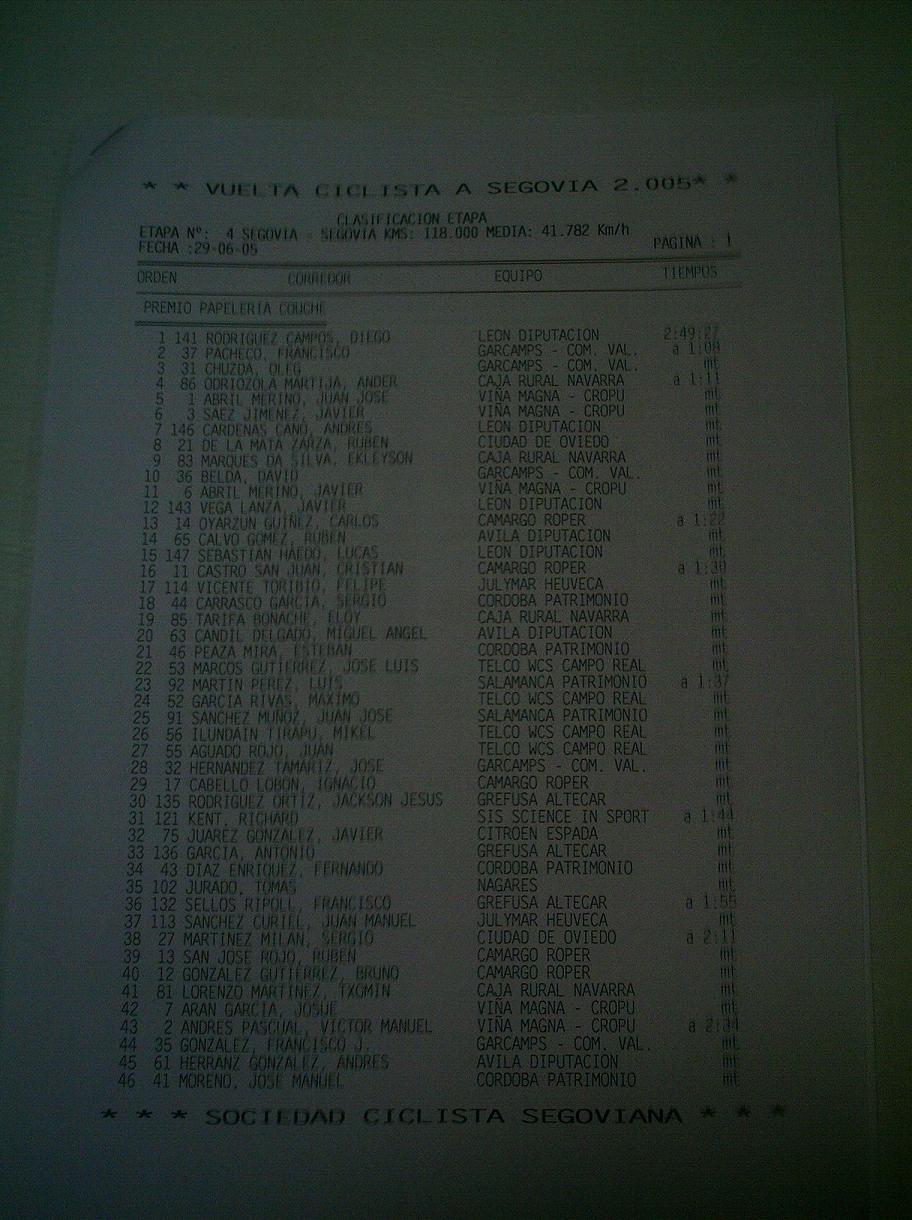 * * VUELTA CICLISTA A SEGOVIA 2.005* *
CLASIFICACION ETAPA
ETAPA Nº: 4 SEGOVIA - SEGOVIA KMS: 118.000 MEDIA: 41.782 Km/h
FECHA :29-06-05 PAGINA : 1
ORDEN CORREDOR EQUIPO TIEMPOS
PREMIO PAPELERIA COUCHE
1 141 RODRIGUEZ CAMPOS, DIEGO LEON DIPUTACION 2:49:27
2 37 PACHECO, FRANCISCO GARCAMPS - COM. VAL. a 1:08
3 31 CHUZDA, OLEG GARCAMPS - COM. VAL. mt
4 86 ODRIOZOLA MARTIJA, ANDER CAJA RURAL NAVARRA a 1:11
5 1 ABRIL MERINO, JUAN JOSE VIÑA MAGNA - CROPU mt
6 3 SAEZ JIMENEZ, JAVIER VIÑA MAGNA - CROPU mt
7 146 CARDENAS CANO, ANDRES LEON DIPUTACION mt
8 21 DE LA MATA ZARZA, RUBEN CIUDAD DE OVIEDO mt
9 83 MARQUES DA SILVA, EKLEYSON CAJA RURAL NAVARRA mt
10 36 BELDA, DAVID GARCAMPS - COM. VAL. mt
11 6 ABRIL MERINO, JAVIER VIÑA MAGNA - CROPU mt
12 143 VEGA LANZA, JAVIER LEON DIPUTACION mt
13 14 OYARZUN GUIÑEZ, CARLOS CAMARGO ROPER a 1:22
14 65 CALVO GOMEZ, RUBEN AVILA DIPUTACION mt
15 147 SEBASTIAN HAEDO, LUCAS LEON DIPUTACION mt
16 11 CASTRO SAN JUAN, CRISTIAN CAMARGO ROPER a 1:30
17 114 VICENTE TORIBIO, FELIPE JULYMAR HEUVECA mt
18 44 CARRASCO GARCIA, SERGIO CORDOBA PATRIMONIO mt
19 85 TARIFA BONACHE, ELOY CAJA RURAL NAVARRA mt
20 63 CANDIL DELGADO, MIGUEL ANGEL AVILA DIPUTACION mt
21 46 PEAZA MIRA, ESTEBAN CORDOBA PATRIMONIO mt
22 53 MARCOS GUTIERREZ, JOSE LUIS TELCO WCS CAMPO REAL mt
23 92 MARTIN PEREZ, LUIS SALAMANCA PATRIMONIO a 1:37
24 52 GARCIA RIVAS, MAXIMO TELCO WCS CAMPO REAL mt
25 91 SANCHEZ MUÑOZ, JUAN JOSE SALAMANCA PATRIMONIO mt
26 56 ILUNDAIN TIRAPU, MIKEL TELCO WCS CAMPO REAL mt
27 55 AGUADO ROJO, JUAN TELCO WCS CAMPO REAL mt
28 32 HERNANDEZ TAMARIZ, JOSE GARCAMPS - COM. VAL. mt
29 17 CABELLO LOBON, IGNACIO CAMARGO ROPER mt
30 135 RODRIGUEZ ORTIZ, JACKSON JESUS GREFUSA ALTECAR mt
31 121 KENT, RICHARD SIS SCIENCE IN SPORT a 1:44
32 75 JUAREZ GONZALEZ, JAVIER CITROEN ESPADA mt
33 136 GARCIA, ANTONIO GREFUSA ALTECAR mt
34 43 DIAZ ENRIQUEZ, FERNANDO CORDOBA PATRIMONIO mt
35 102 JURADO, TOMAS NAGARES mt
36 132 SELLOS RIPOLL, FRANCISCO GREFUSA ALTECAR a 1:55
37 113 SANCHEZ CURIEL, JUAN MANUEL JULYMAR HEUVECA mt
38 27 MARTINEZ MILAN, SERGIO CIUDAD DE OVIEDO a 2:11
39 13 SAN JOSE ROJO, RUBEN CAMARGO ROPER mt
40 12 GONZALEZ GUTIERREZ, BRUNO CAMARGO ROPER mt
41 81 LORENZO MARTINEZ, TXOMIN CAJA RURAL NAVARRA mt
42 7 ARAN GARCIA, JOSUE VIÑA MAGNA - CROPU mt
43 2 ANDRES PASCUAL, VICTOR MANUEL VIÑA MAGNA - CROPU a 2:34
44 35 GONZALEZ, FRANCISCO J. GARCAMPS - COM. VAL. mt
45 61 HERRANZ GONZALEZ, ANDRES AVILA DIPUTACION mt
46 41 MORENO, JOSE MANUEL CORDOBA PATRIMONIO mt
* * * SOCIEDAD CICLISTA SEGOVIANA * * *